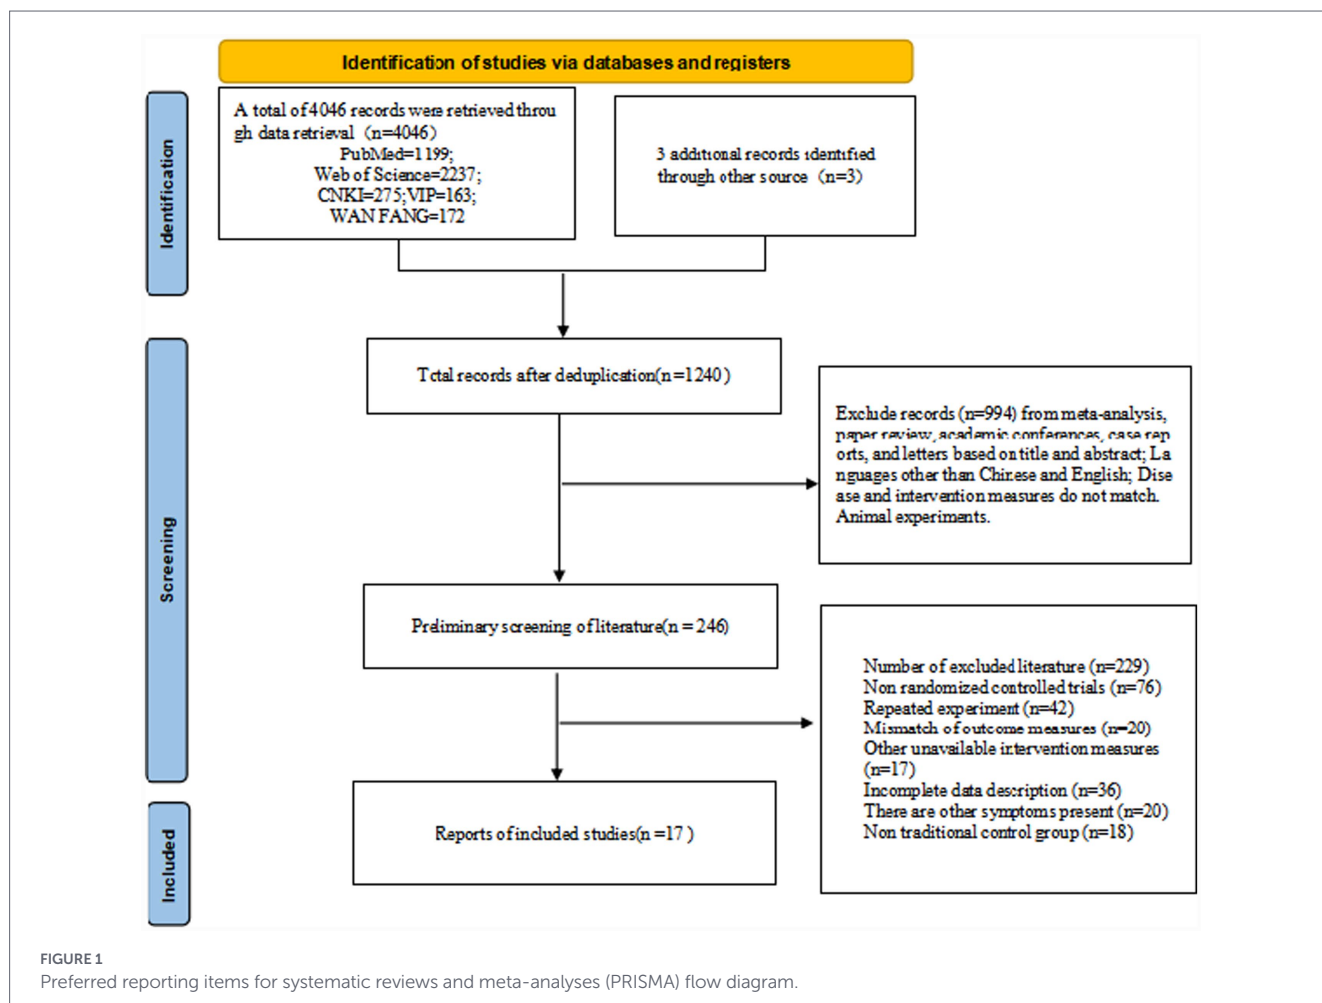 Identification of studies via databases and registers
Identification
A total of 4046 records were retrieved throu
gh data retrieval (n=4046)
PubMed=1199;
Web of Science=2237;
CNKI=275;VIP=163;
WAN FANG=172
3 additional records identified
through other source (n=3)
Screening
Total records after deduplication(n=1240)
Exclude records (n=994) from meta-analysis,
paper review, academic conferences, case rep
orts, and letters based on title and abstract; La
nguages other than Chinese and English; Dise
ase and intervention measures do not match.
Animal experiments.
Preliminary screening of literature(n = 246)
Number of excluded literature (n=229)
Non randomized controlled trials (n=76)
Repeated experiment (n=42)
Mismatch of outcome measures (n=20)
Other unavailable intervention measures
(n=17)
Incomplete data description (n=36)
There are other symptoms present (n=20)
Non traditional control group (n=18)
Included
Reports of included studies(n =17 )
FIGURE 1
Preferred reporting items for systematic reviews and meta-analyses (PRISMA) flow diagram.